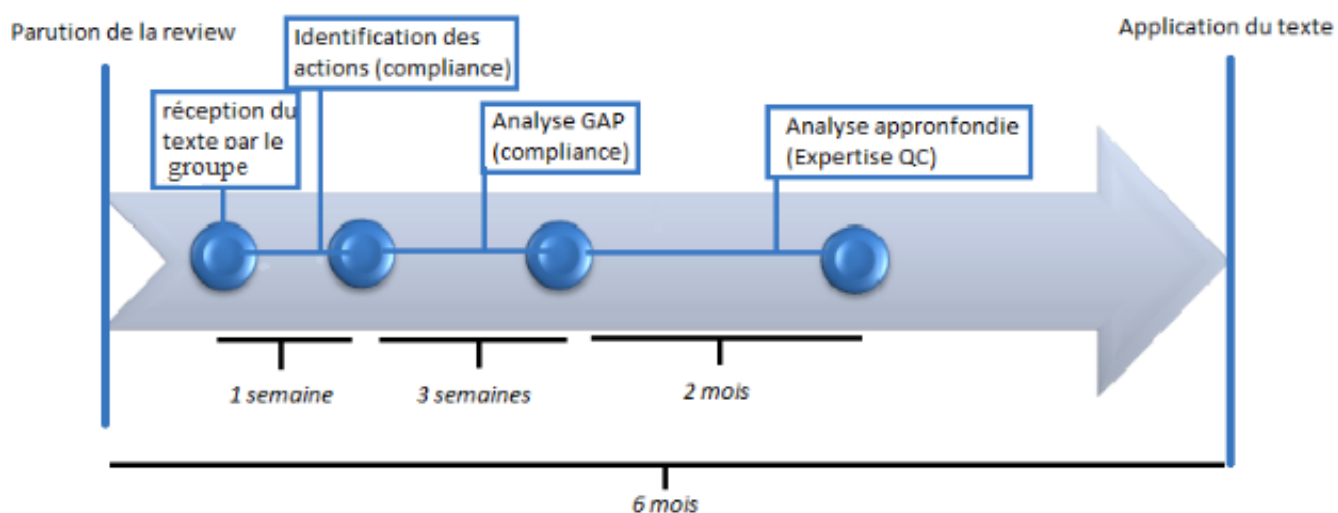 Parution de la review
Identification des
actions (compliance)
Application du texte
réception du
texte par le
groupe
Analyse GAP
(compliance)
Analyse appronfondie
(Expertise QC)
1 semaine
3 semaines
2 mois
6 mois